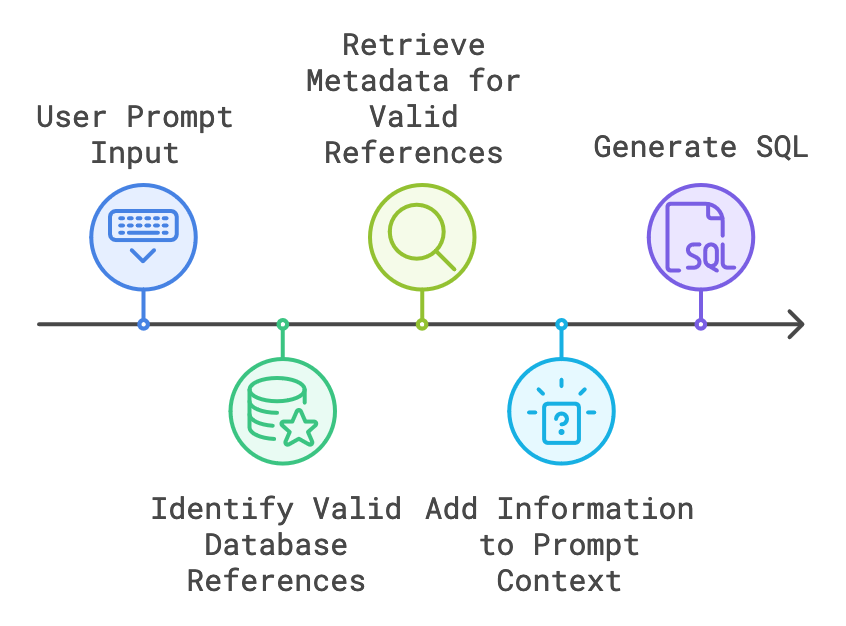 User Prompt
Input
Identify Valid
Database
References
Retrieve
Metadata for
Valid
References
?
Add Information
to Prompt
Context
Generate SQL
SQL